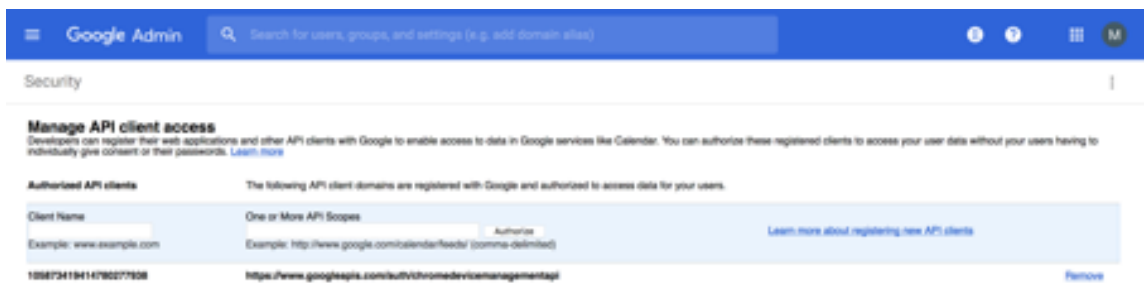 Google Admin
Search for users, groups, and settings (e.g. add domain alias)
M
Security
Manage API client access
Developers can register their web applications and other API clients with Google to enable access to data in Google services like Calendar. You can authorize these registered clients to access your user data without your users having to
individually give consent or their passwords. Learn more
Authorized API clients The following API client domains are registered with Google and authorized to access data for your users.
Client Name One or More API Scopes
Authorize
Learn more about registering new API clients
Example: www.example.com Example: http://www.google.com/calendar/feeds/ (comma-delimited)
https://www.googleapis.com/auth/chromedevicemanagementapi Remove